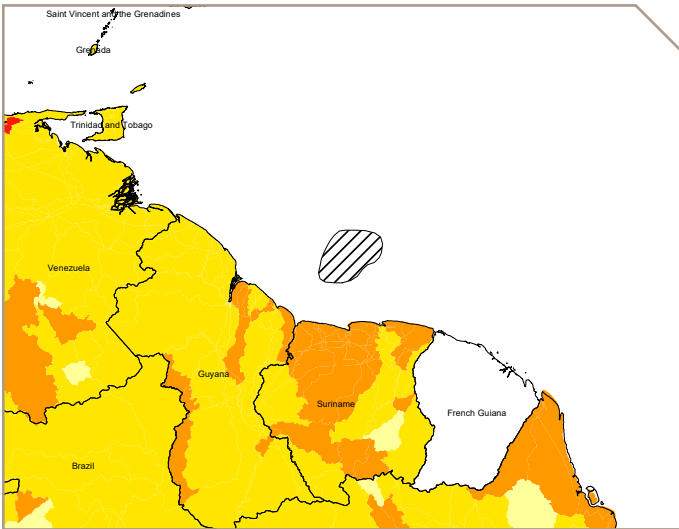 Saint Vincent and the Grenadines
Grenada
Trinidad and Tobago
Venezuela
Guyana
Suriname
French Guiana
Brazil